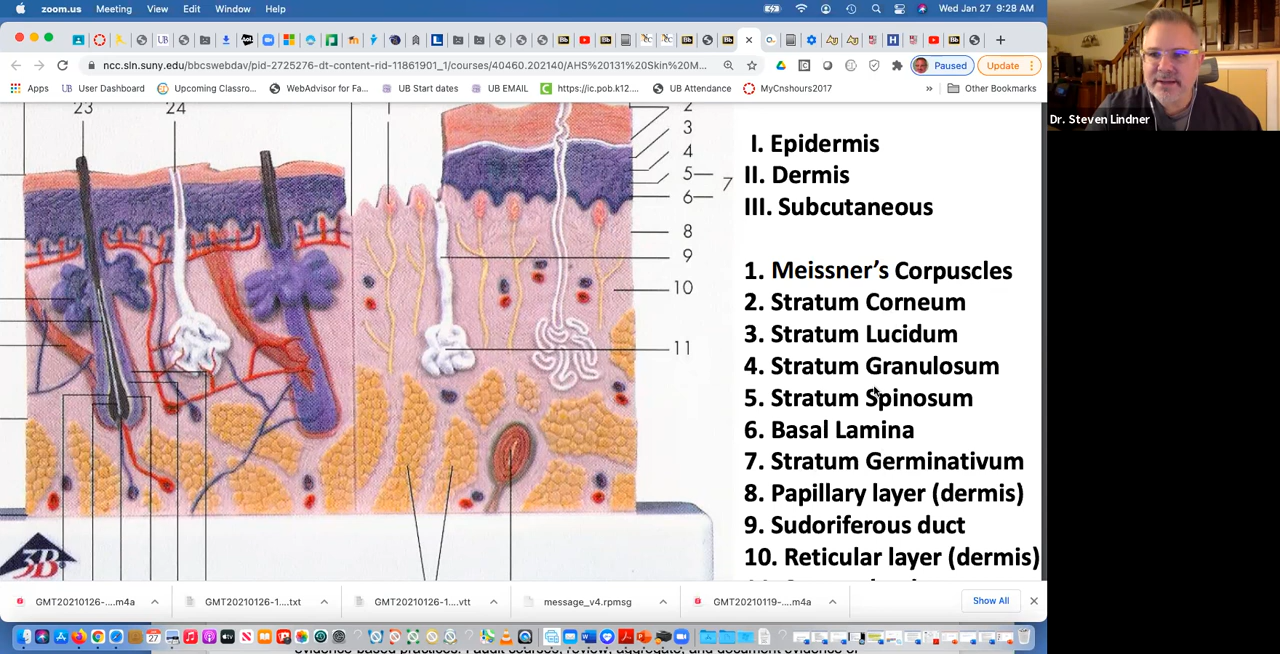 zoom.us Meeting View Edit Window Help Wed Jan 27 9:28 AM
ncc.sln.suny.edu/bbcswebdav/pid-2725276-dt-content-rid-11861901_1/courses/40460.202140/AHS%20131%20Skin%20M... Paused Update
Apps UB User Dashboard Upcoming Classro... WebAdvisor for Fa... UB Start dates UB EMAIL https://ic.pob.k12.... UB Attendance MyCnshours2017 » Other Bookmarks
Dr. Steven Lindner
23 24
2
3
4
5
6
7
8
9
10
11
3B
I. Epidermis
II. Dermis
III. Subcutaneous
1. Meissner's Corpuscles
2. Stratum Corneum
3. Stratum Lucidum
4. Stratum Granulosum
5. Stratum Spinosum
6. Basal Lamina
7. Stratum Germinativum
8. Papillary layer (dermis)
9. Sudoriferous duct
10. Reticular layer (dermis)
GMT20210126-....m4a GMT20210126-1....txt GMT20210126-1....vtt message_v4.rpmsg GMT20210119-....m4a Show All